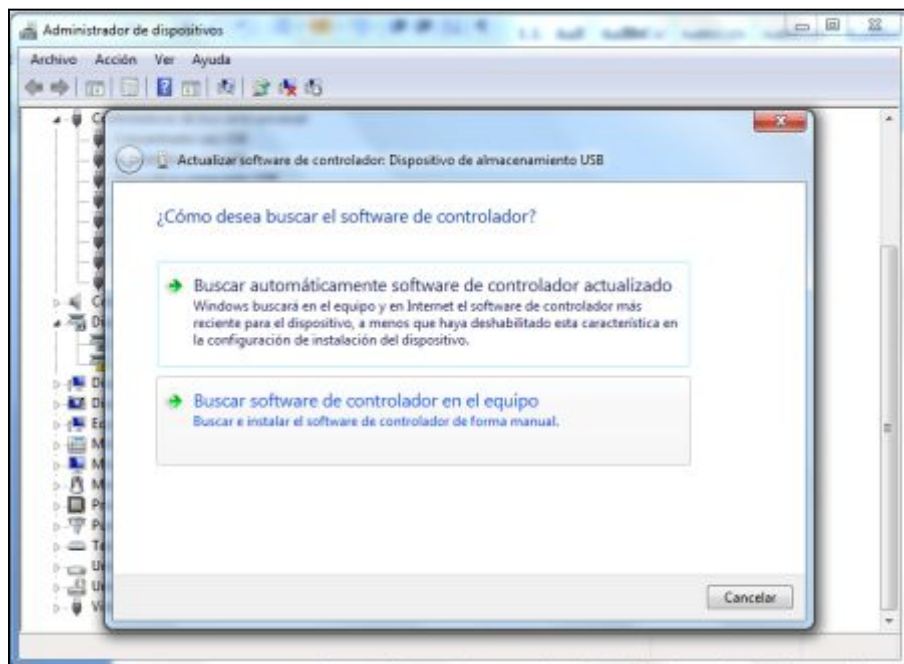 Administrador de dispositivos
Archivo Acción Ver Ayuda
Actualizar software de controlador: Dispositivo de almacenamiento USB
¿Cómo desea buscar el software de controlador?
Buscar automáticamente software de controlador actualizado
Windows buscará en el equipo y en Internet el software de controlador más
reciente para el dispositivo, a menos que haya deshabilitado esta característica en
la configuración de instalación del dispositivo.
Buscar software de controlador en el equipo
Buscar e instalar el software de controlador de forma manual.
Cancelar